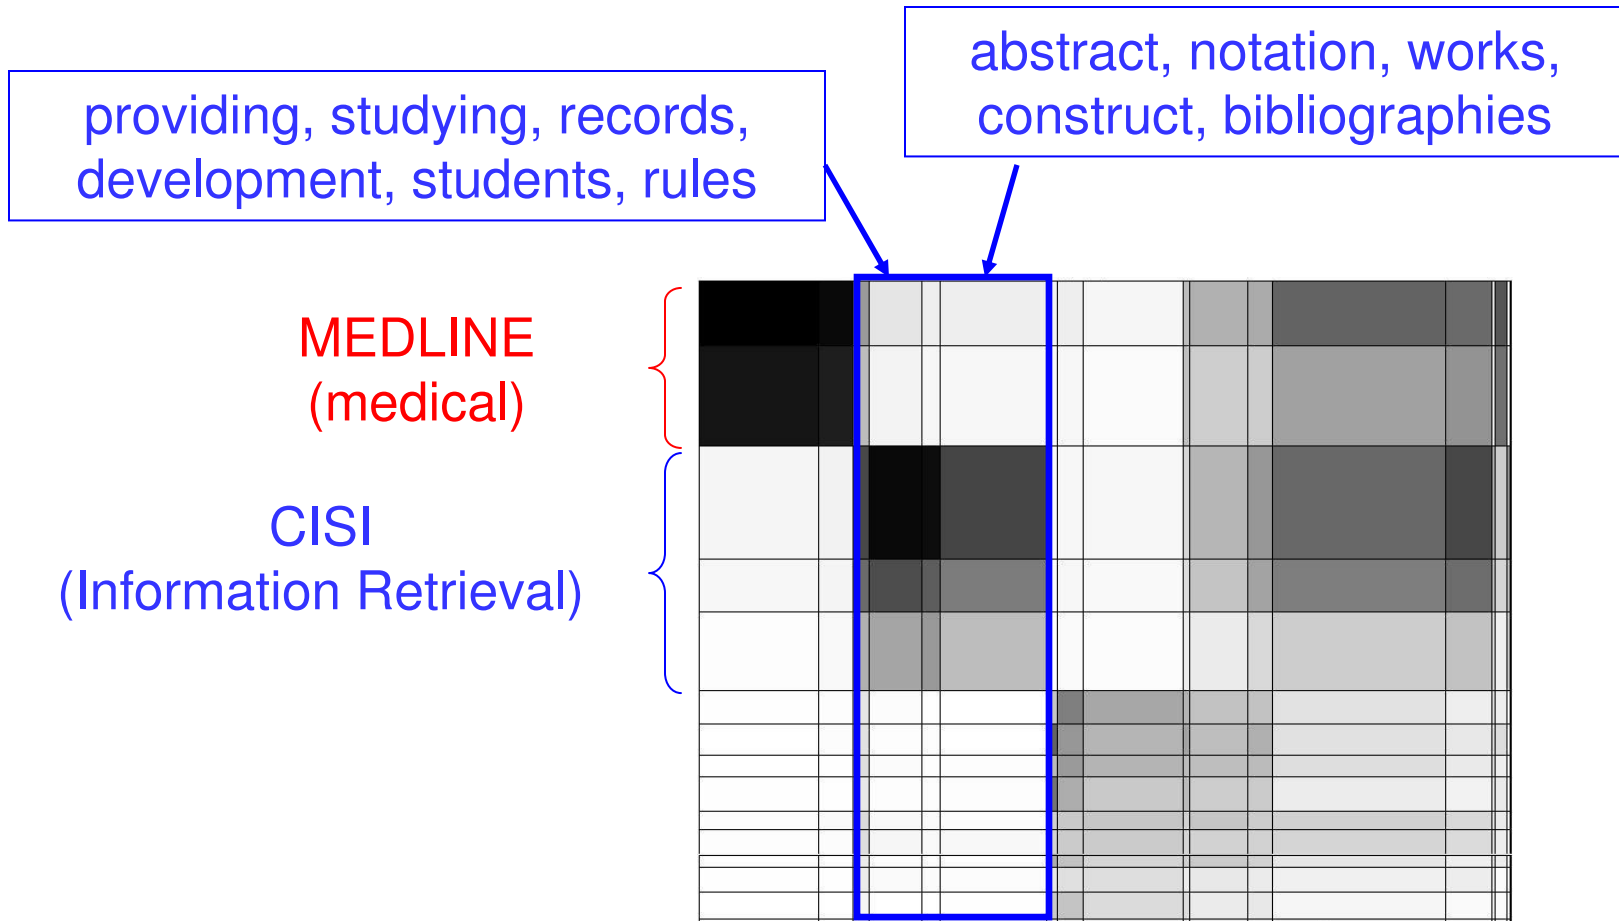 providing, studying, records,
development, students, rules
abstract, notation, works,
construct, bibliographies
MEDLINE
(medical)
CISI
(Information Retrieval)